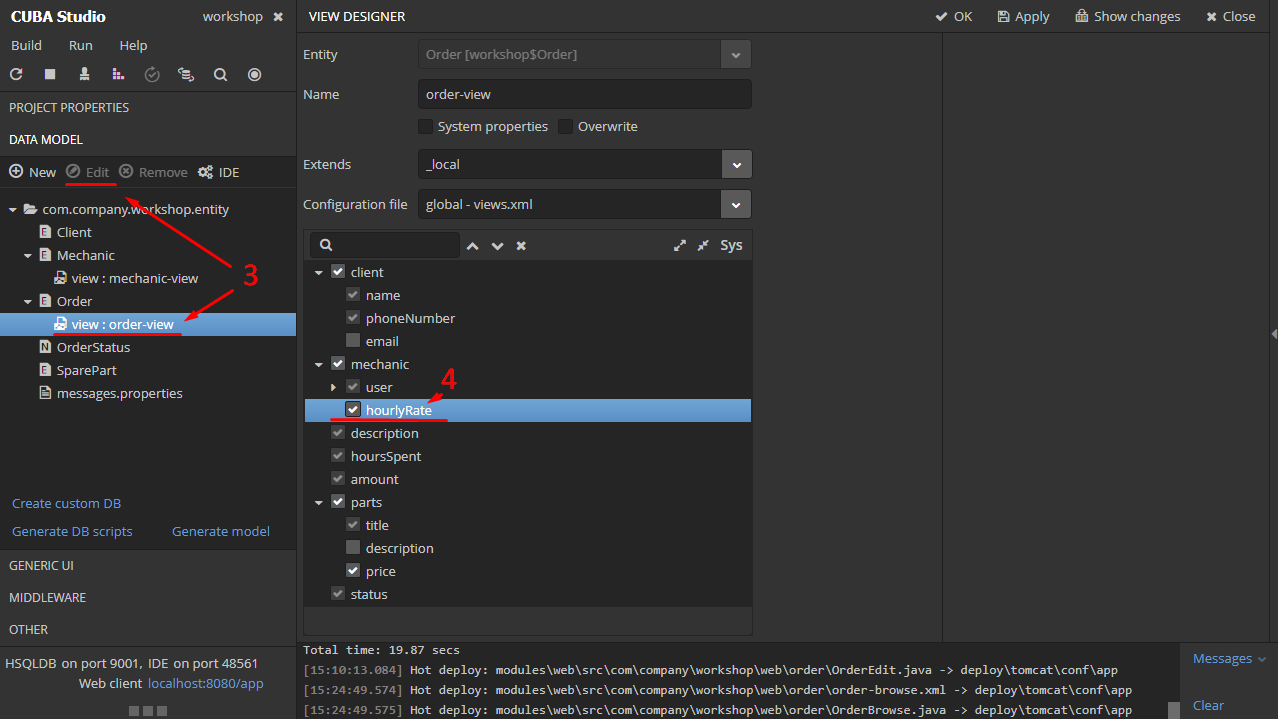 CUBA Studio
workshop
Build Run Help
PROJECT PROPERTIES
DATA MODEL
New Edit Remove IDE
com.company.workshop.entity
E Client
E Mechanic
view : mechanic-view
3
E Order
view : order-view
N OrderStatus
E SparePart
messages.properties
Create custom DB
Generate DB scripts Generate model
GENERIC UI
MIDDLEWARE
OTHER
HSQLDB on port 9001, IDE on port 48561
Web client localhost:8080/app
VIEW DESIGNER
OK Apply Show changes Close
Entity Order [workshop$Order]
Name order-view
System properties Overwrite
Extends _local
Configuration file global - views.xml
Sys
client
name
phoneNumber
email
mechanic
user
4
hourlyRate
description
hoursSpent
amount
parts
title
description
price
status
Total time: 19.87 secs
[15:10:13.084] Hot deploy: modules\web\src\com\company\workshop\web\order\OrderEdit.java -> deploy\tomcat\conf\app
[15:24:49.574] Hot deploy: modules\web\src\com\company\workshop\web\order\order-browse.xml -> deploy\tomcat\conf\app
[15:24:49.575] Hot deploy: modules\web\src\com\company\workshop\web\order\OrderBrowse.java -> deploy\tomcat\conf\app
Messages
Clear